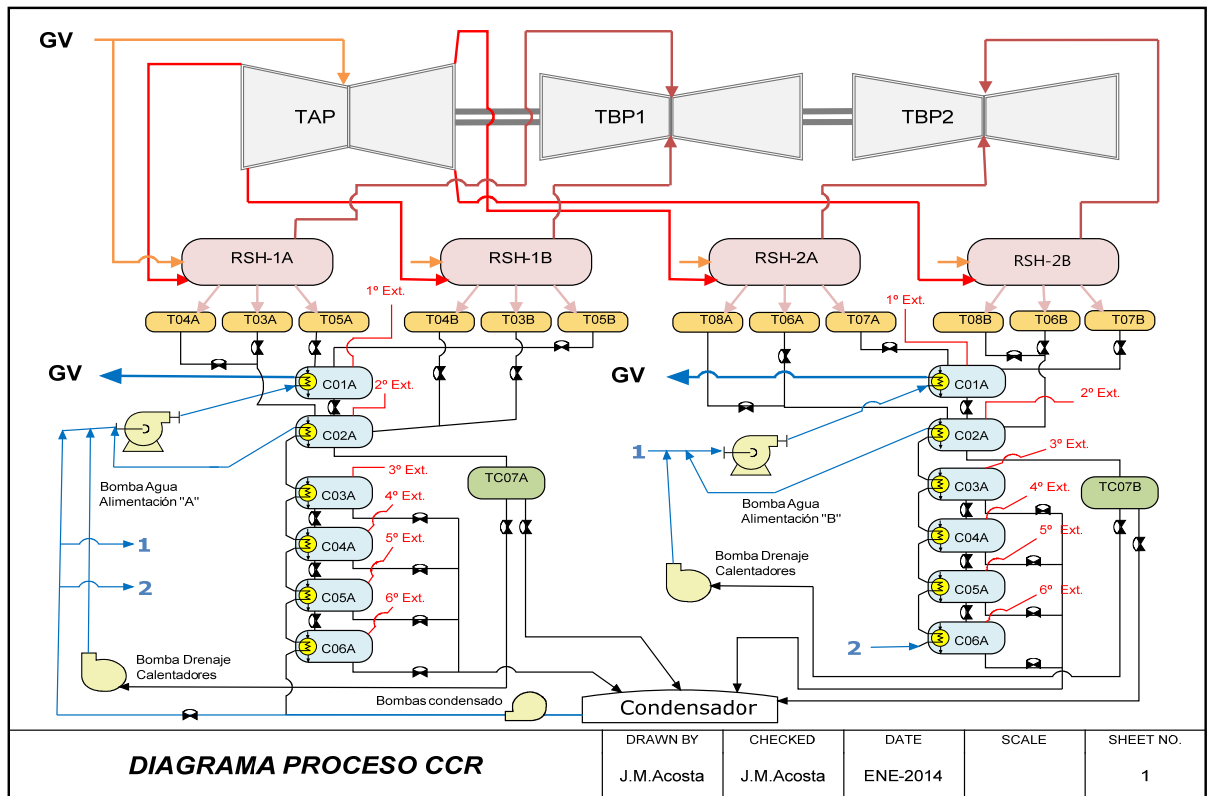 GV
TAP
TBP1
TBP2
RSH-1A
RSH-1B
RSH-2A
RSH-2B
1º Ext.
1º Ext.
T04A
T03A
T05A
T04B
T03B
T05B
T08A
T06A
T07A
T08B
T06B
T07B
GV
C01A
2º Ext.
C02A
Bomba Agua
Alimentación "A"
3º Ext.
C03A
4º Ext.
C04A
5º Ext.
C05A
6º Ext.
C06A
TC07A
1
2
Bomba Drenaje
Calentadores
Bombas condensado
Condensador
GV
C01A
2º Ext.
C02A
1
Bomba Agua
Alimentación "B"
3º Ext.
C03A
4º Ext.
C04A
5º Ext.
C05A
6º Ext.
C06A
TC07B
Bomba Drenaje
Calentadores
2
DIAGRAMA PROCESO CCR
DRAWN BY
J.M.Acosta
CHECKED
J.M.Acosta
DATE
ENE-2014
SCALE
SHEET NO.
1